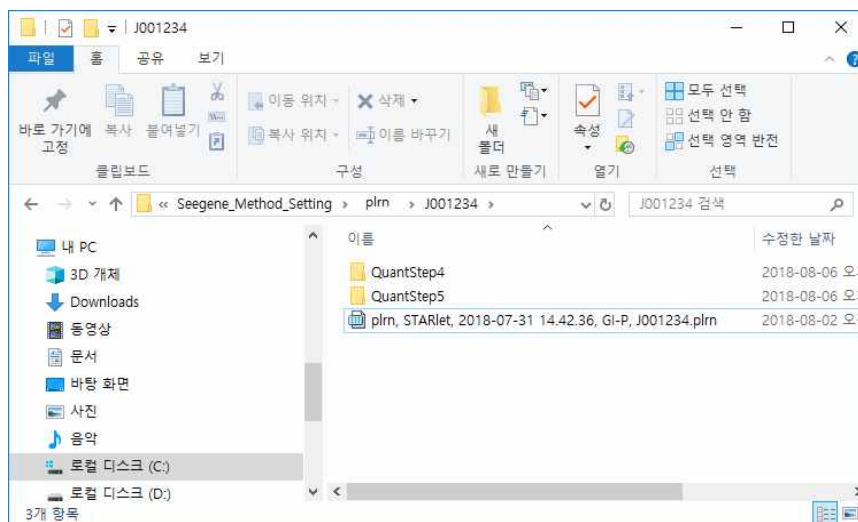 J001234
파일 홈 공유 보기
바로 가기에 고정
복사
붙여넣기
클립보드
이동 위치
복사 위치
삭제
이름 바꾸기
구성
새 폴더
새로 만들기
속성
열기
모두 선택
선택 안 함
선택 영역 반전
선택
« Seegene_Method_Setting > plrn > J001234 >
J001234 검색
내 PC
3D 개체
Downloads
동영상
문서
바탕 화면
사진
음악
로컬 디스크 (C:)
로컬 디스크 (D:)
이름 수정한 날짜
QuantStep4 2018-08-06 오
QuantStep5 2018-08-06 오
plrn, STARlet, 2018-07-31 14.42.36, GI-P, J001234.plrn 2018-08-02 오
3개 항목